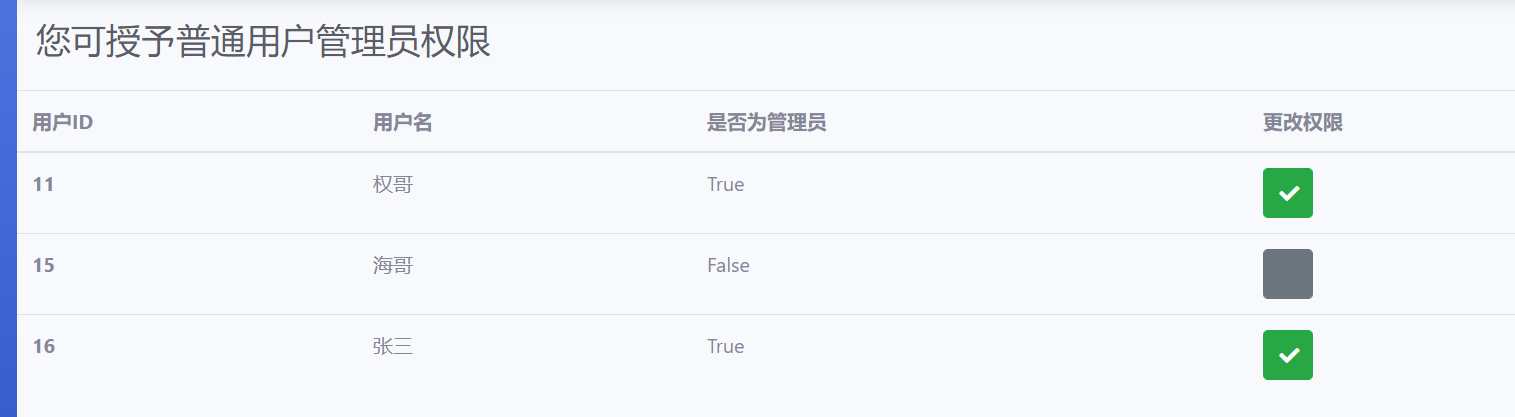 您可授予普通用户管理员权限
用户ID 用户名 是否为管理员 更改权限
11 权哥 True
15 海哥 False
16 张三 True